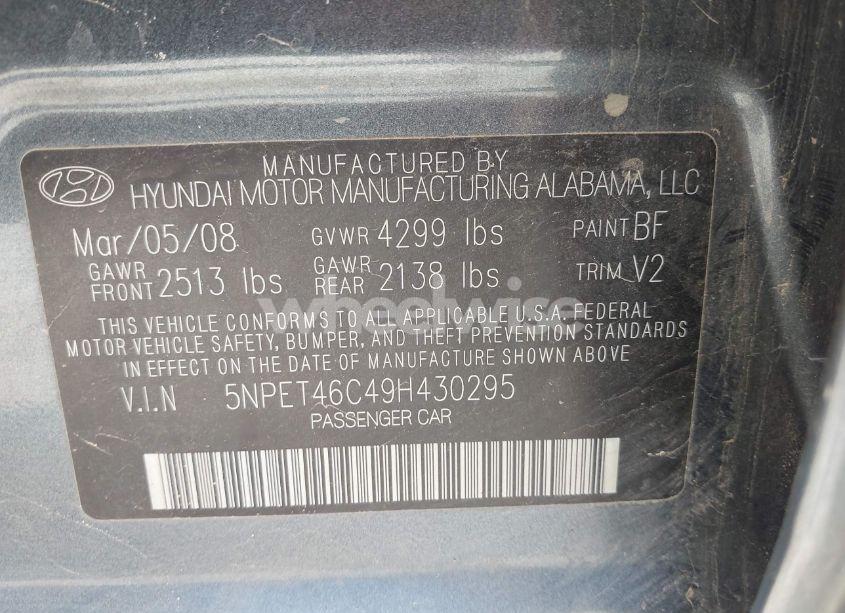 MANUFACTURED BY
HYUNDAI MOTOR MANUFACTURING ALABAMA, LLC
Mar/05/08 GVWR 4299 lbs PAINT BF
GAWR FRONT 2513 lbs GAWR REAR 2138 lbs TRIM V2
THIS VEHICLE CONFORMS TO ALL APPLICABLE U.S.A. FEDERAL
MOTOR VEHICLE SAFETY, BUMPER, AND THEFT PREVENTION STANDARDS
IN EFFECT ON THE DATE OF MANUFACTURE SHOWN ABOVE
V.I.N 5NPET46C49H430295
PASSENGER CAR
wheelwise